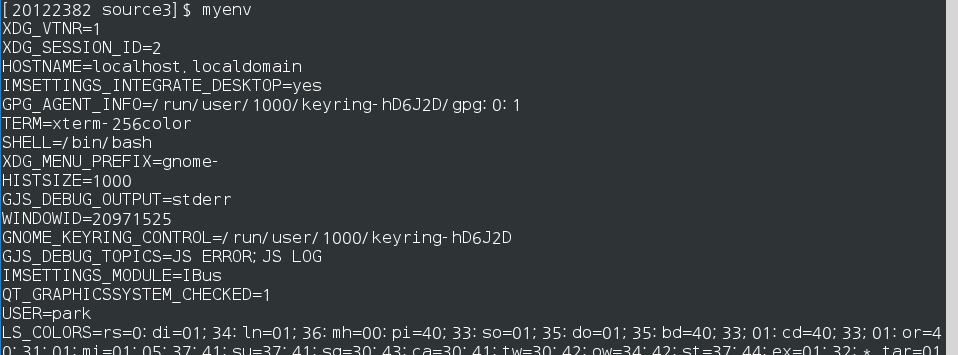 [20122382 source3]$ myenv
XDG_VTNR=1
XDG_SESSION_ID=2
HOSTNAME=localhost.localdomain
IMSETTINGS_INTEGRATE_DESKTOP=yes
GPG_AGENT_INFO=/run/user/1000/keyring-hD6J2D/gpg:0:1
TERM=xterm-256color
SHELL=/bin/bash
XDG_MENU_PREFIX=gnome-
HISTSIZE=1000
GJS_DEBUG_OUTPUT=stderr
WINDOWID=20971525
GNOME_KEYRING_CONTROL=/run/user/1000/keyring-hD6J2D
GJS_DEBUG_TOPICS=JS ERROR;JS LOG
IMSETTINGS_MODULE=IBus
QT_GRAPHICSSYSTEM_CHECKED=1
USER=park
LS_COLORS=rs=0:di=01;34:ln=01;36:mh=00:pi=40;33:so=01;35:do=01;35:bd=40;33;01:cd=40;33;01:or=4
0;31;01:mi=01;05;37;41:su=37;41:sg=30;43:ca=30;41:tw=30;42:ow=34;42:st=37;44:ex=01;32:*.tar=01